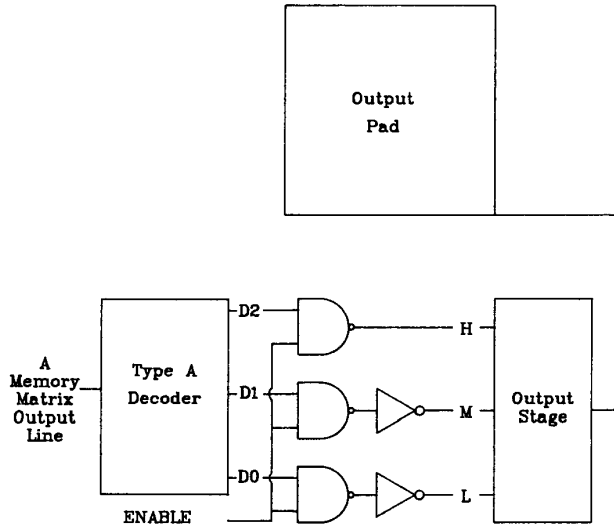 Output
Pad
D2
H
A
Memory
Matrix
Output
Line
Type A
Decoder
D1
M
Output
Stage
D0
L
ENABLE